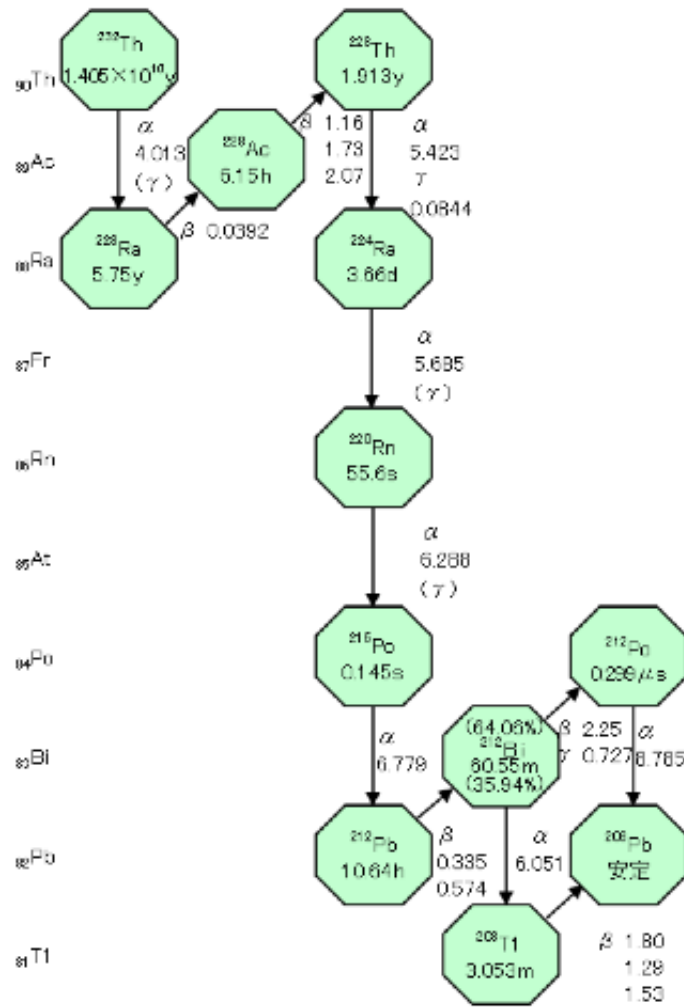 ₉₀Th
²³²Th
1.405×10¹⁰y
²²⁸Th
1.913y
α
4.013
(γ)
₈₉Ac
²²⁸Ac
6.15h
β 1.16
1.73
2.07
α
5.423
γ
0.0844
₈₈Ra
²²⁸Ra
5.75y
β 0.0392
²²⁴Ra
3.66d
₈₇Fr
α
5.685
(γ)
₈₆Rn
²²⁰Rn
55.6s
₈₅At
α
6.288
(γ)
₈₄Po
²¹⁶Po
0.145s
²¹²Po
0.299μs
₈₃Bi
α
6.779
(64.06%)
²¹²Bi
60.55m
(35.94%)
β 2.25
γ 0.727
α
8.785
₈₂Pb
²¹²Pb
10.64h
β
0.335
0.574
α
6.051
²⁰⁸Pb
安定
₈₁Tl
²⁰⁸Tl
3.053m
β 1.80
1.29
1.53